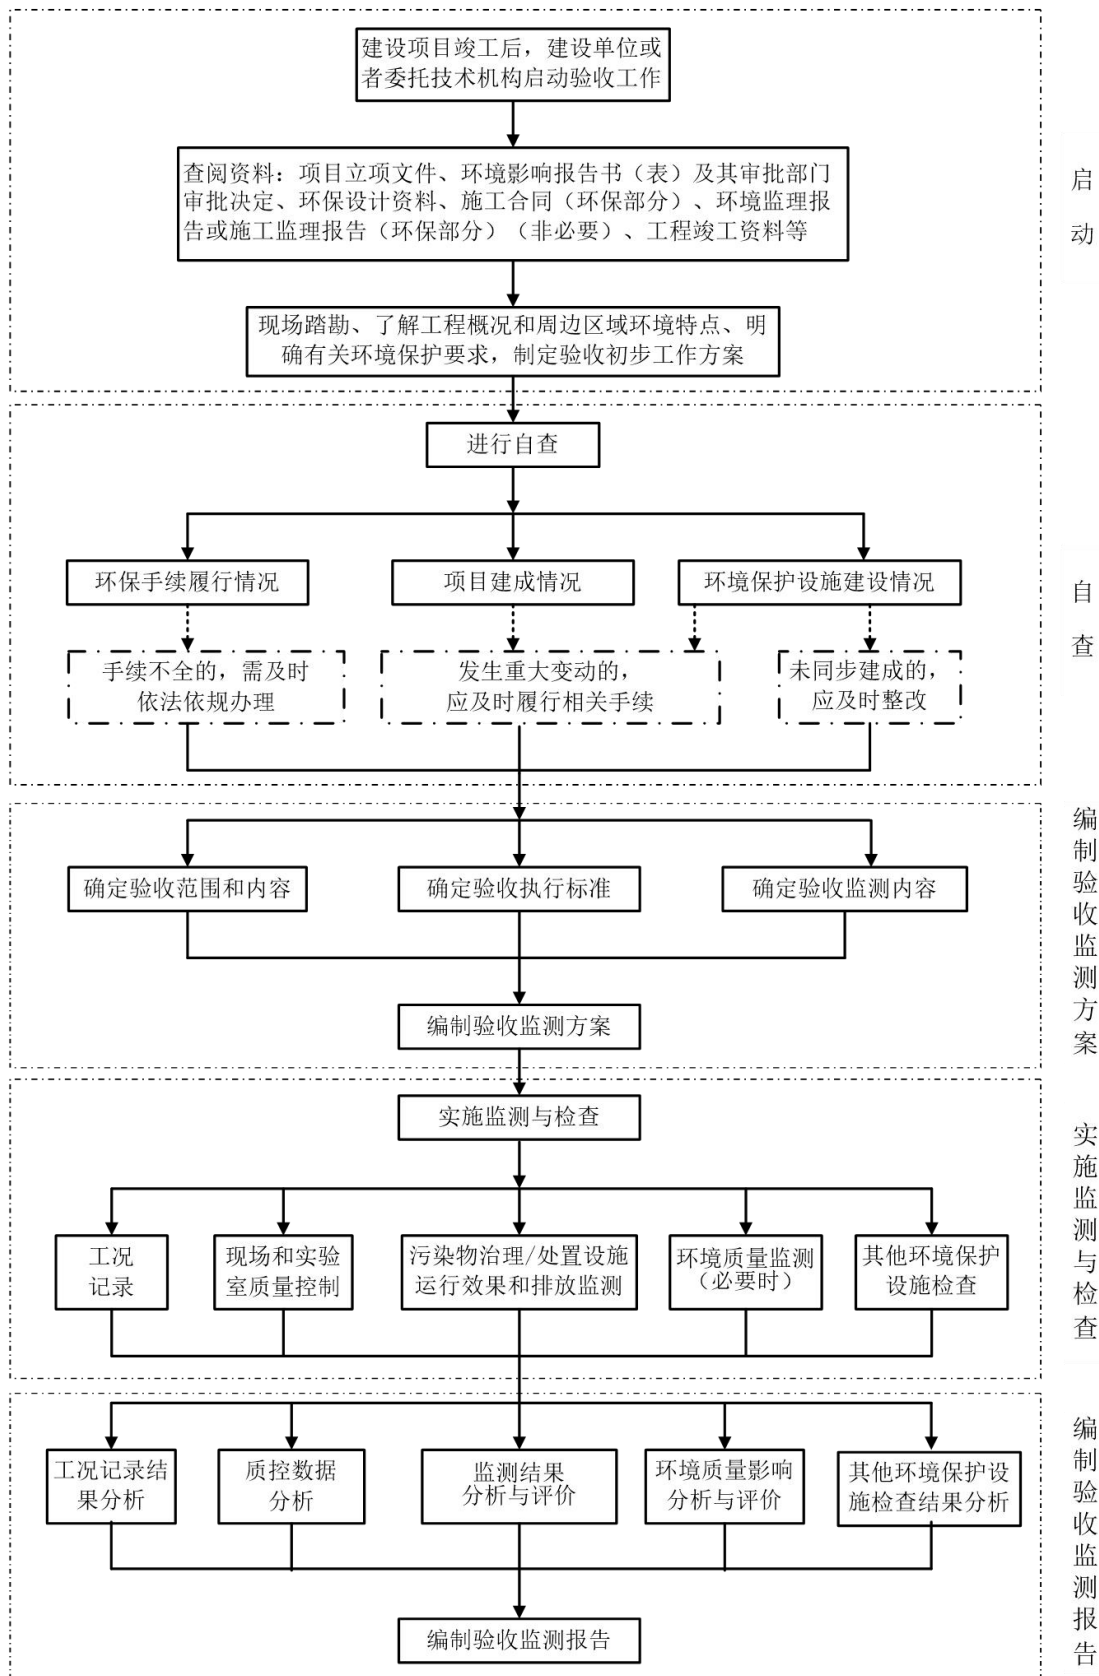 建设项目竣工后，建设单位或
者委托技术机构启动验收工作
查阅资料：项目立项文件、环境影响报告书（表）及其审批部门
审批决定、环保设计资料、施工合同（环保部分）、环境监理报
告或施工监理报告（环保部分）（非必要）、工程竣工资料等
现场踏勘、了解工程概况和周边区域环境特点、明
确有关环境保护要求，制定验收初步工作方案
启动
进行自查
环保手续履行情况
项目建成情况
环境保护设施建设情况
手续不全的，需及时
依法依规办理
发生重大变动的，
应及时履行相关手续
未同步建成的，
应及时整改
自查
确定验收范围和内容
确定验收执行标准
确定验收监测内容
编制验收监测方案
编制验收监测方案
实施监测与检查
工况
记录
现场和实验
室质量控制
污染物治理/处置设施
运行效果和排放监测
环境质量监测
（必要时）
其他环境保护
设施检查
实施监测与检查
工况记录结
果分析
质控数据
分析
监测结果
分析与评价
环境质量影响
分析与评价
其他环境保护设
施检查结果分析
编制验收监测报告
编制验收监测报告